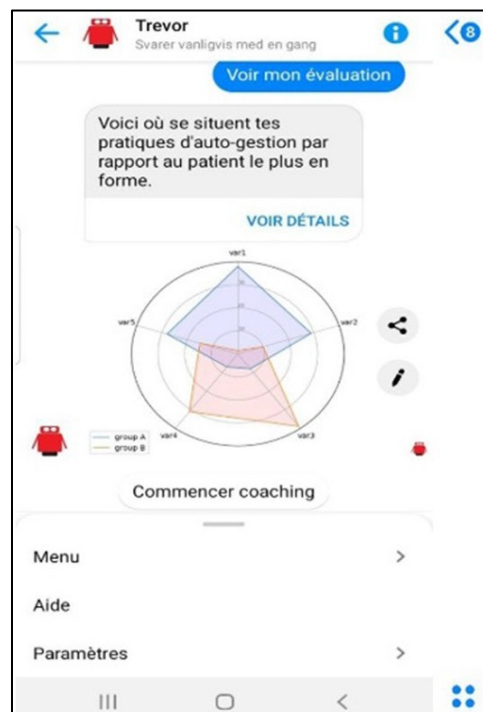 Trevor
8
Svarer vanligvis med en gang
Voir mon évaluation
Voici où se situent tes
pratiques d'auto-gestion par
rapport au patient le plus en
forme.
VOIR DÉTAILS
var1
var5
var2
var4
var3
group A
group B
Commencer coaching
Menu
Aide
Paramètres